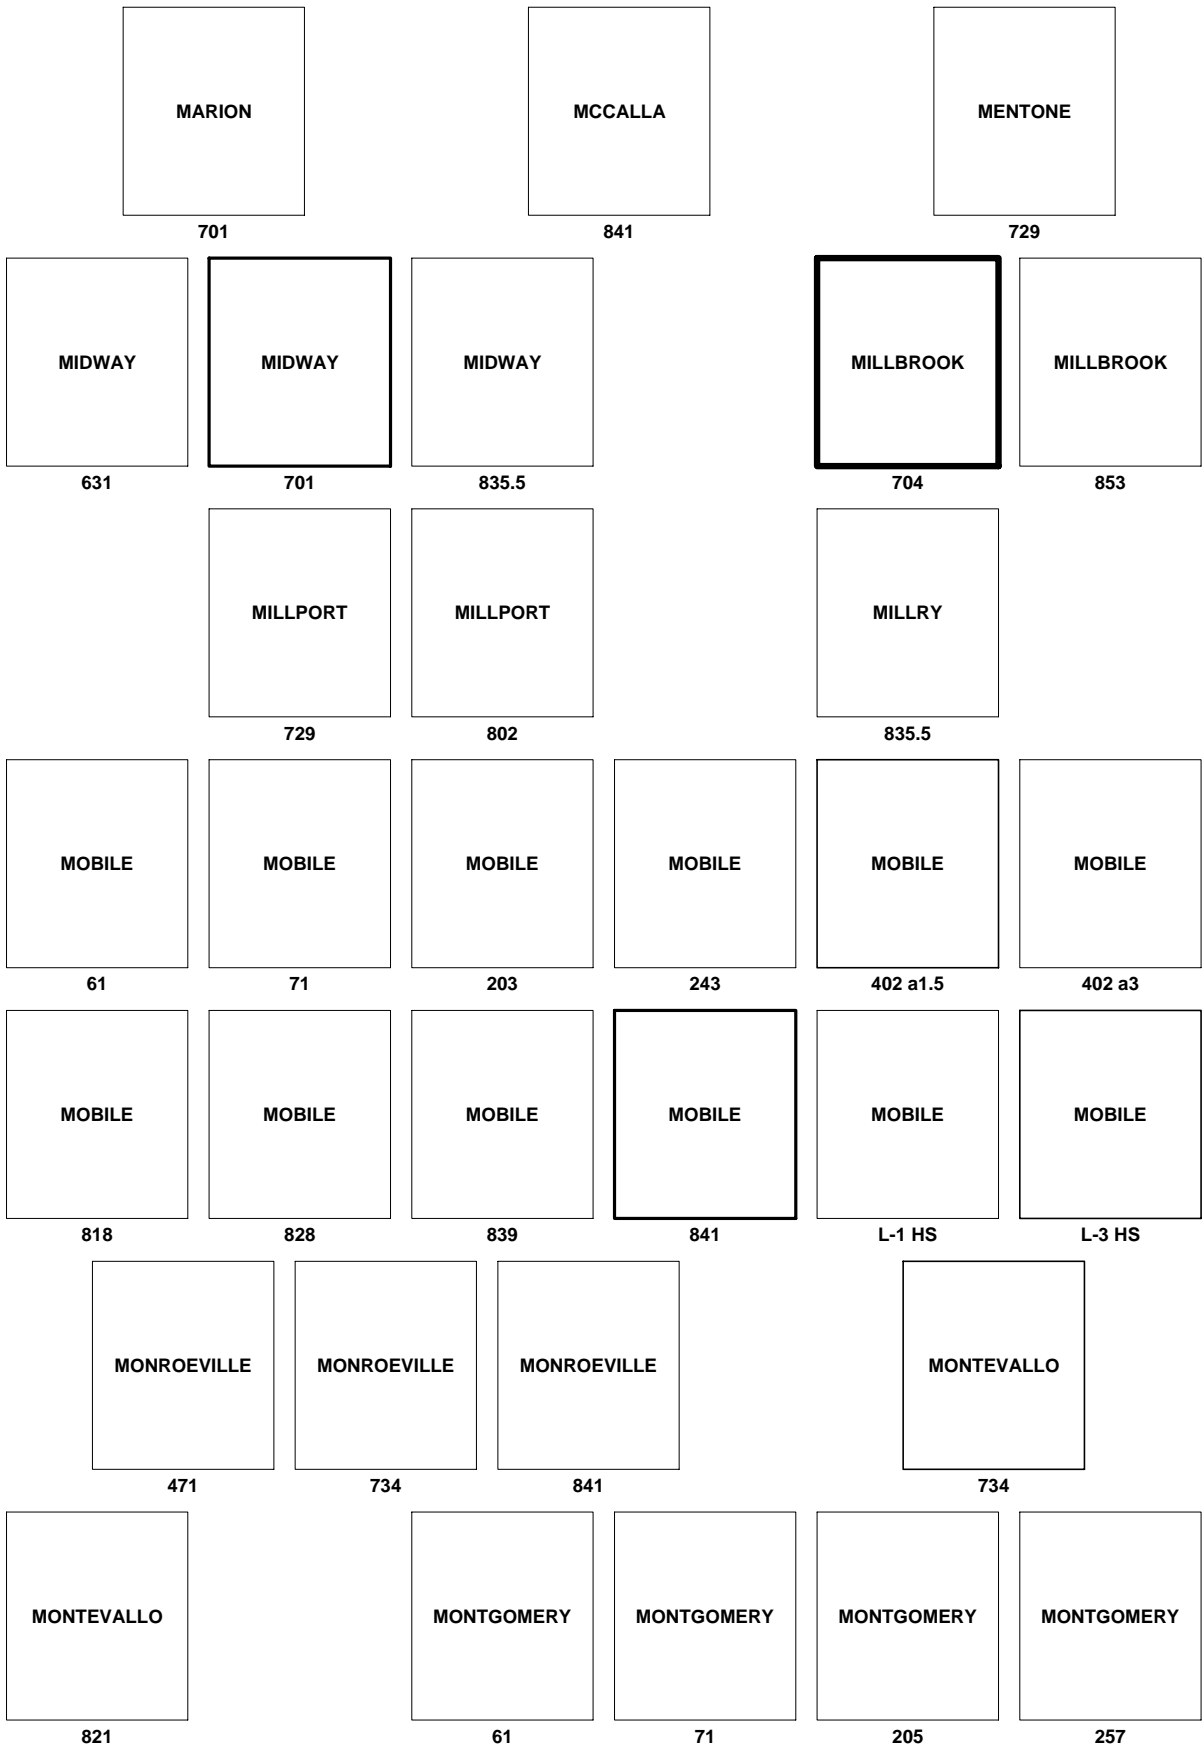 MARION MCCALLA MENTONE
701 841 729
MIDWAY MIDWAY MIDWAY MILLBROOK MILLBROOK
631 701 835.5 704 853
MILLPORT MILLPORT MILLRY
729 802 835.5
MOBILE MOBILE MOBILE MOBILE MOBILE MOBILE
61 71 203 243 402 a1.5 402 a3
MOBILE MOBILE MOBILE MOBILE MOBILE MOBILE
818 828 839 841 L-1 HS L-3 HS
MONROEVILLE MONROEVILLE MONROEVILLE MONTEVALLO
471 734 841 734
MONTEVALLO MONTGOMERY MONTGOMERY MONTGOMERY MONTGOMERY
821 61 71 205 257